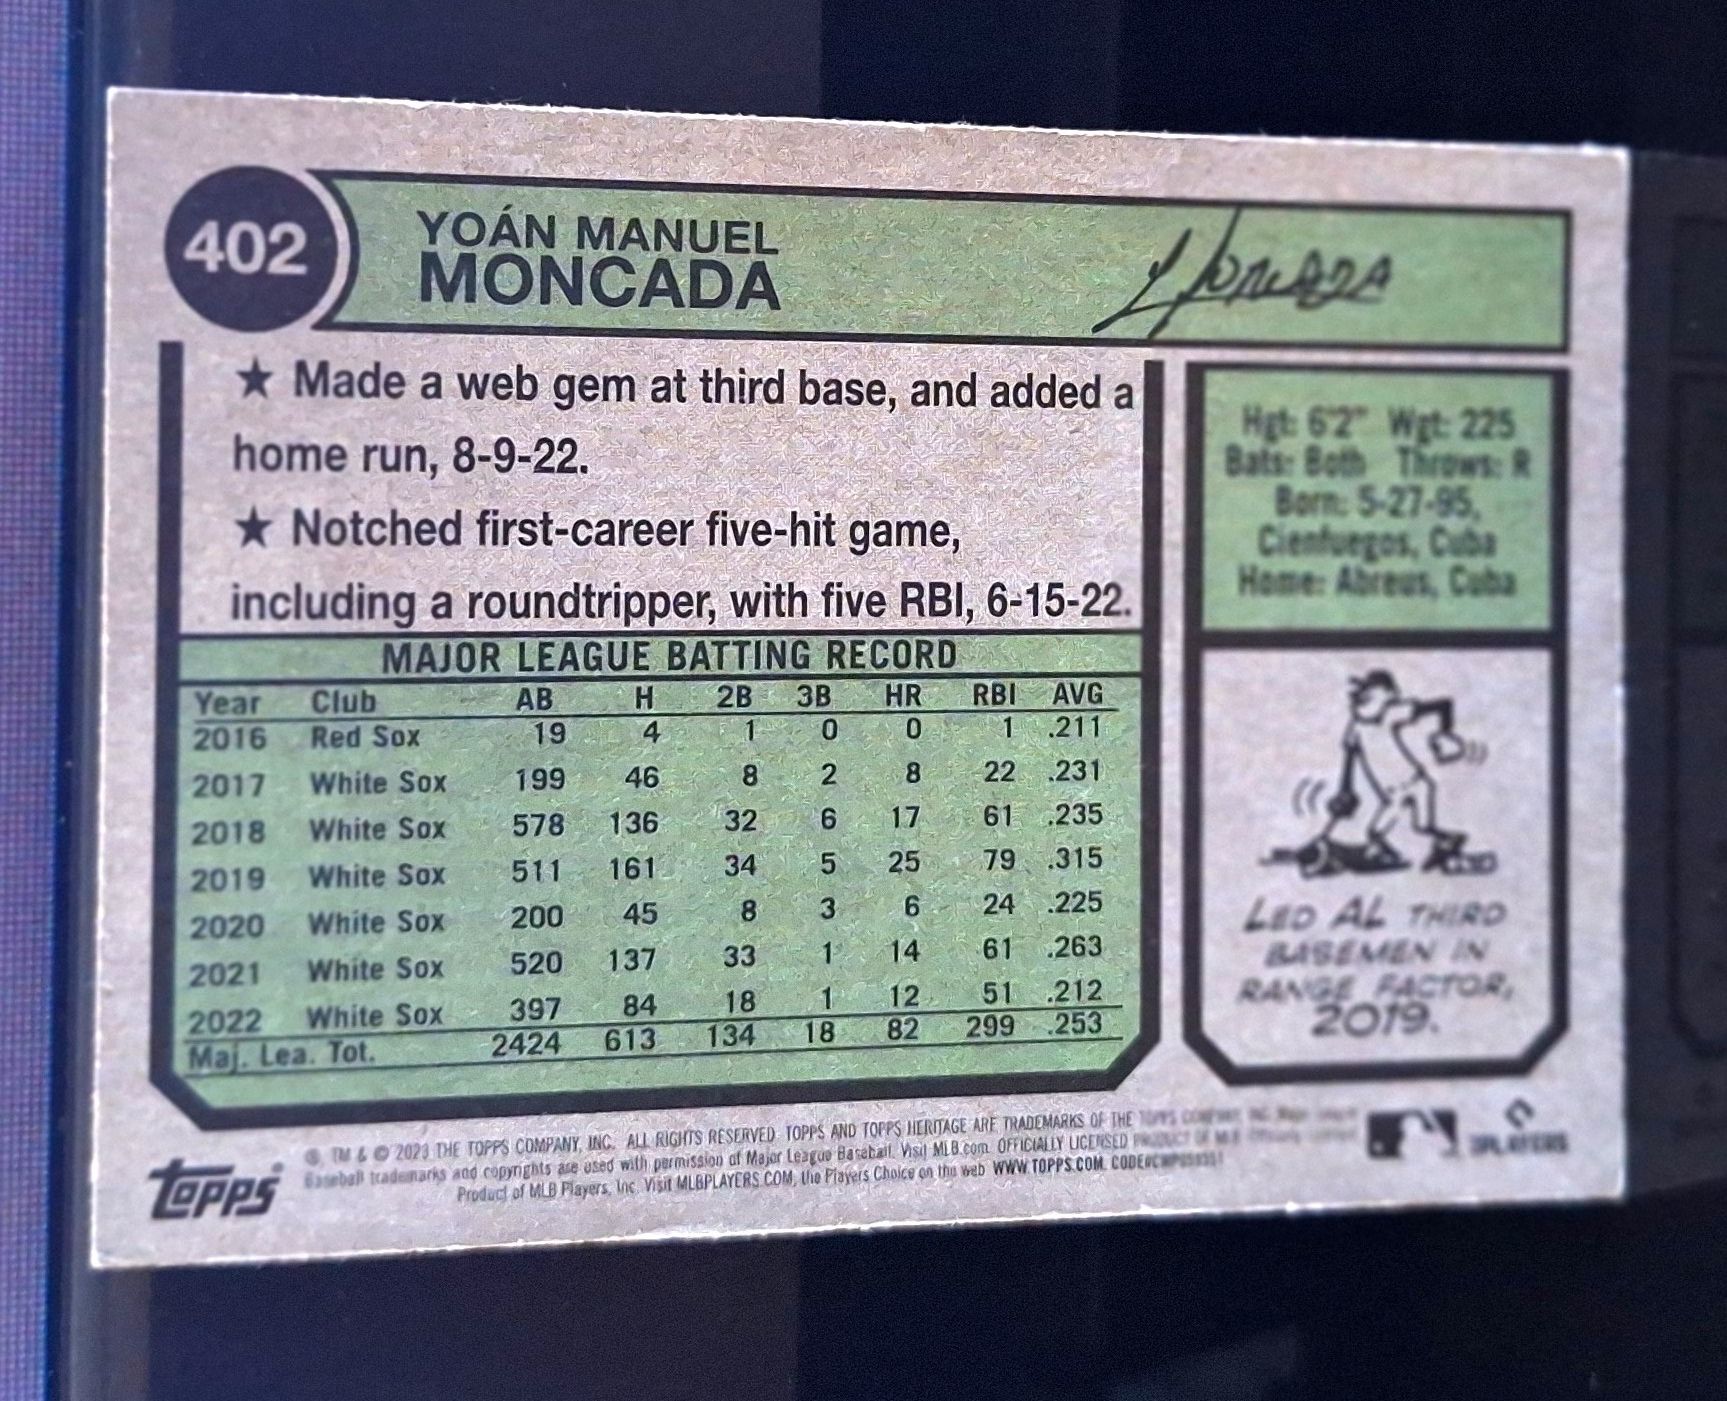 402
YOÁN MANUEL
MONCADA
Y Moncada
★ Made a web gem at third base, and added a
home run, 8-9-22.
★ Notched first-career five-hit game,
including a roundtripper, with five RBI, 6-15-22.
Hgt: 6'2" Wgt: 225
Bats: Both Throws: R
Born: 5-27-95,
Cienfuegos, Cuba
Home: Abreus, Cuba
MAJOR LEAGUE BATTING RECORD
Year Club AB H 2B 3B HR RBI AVG
2016 Red Sox 19 4 1 0 0 1 .211
2017 White Sox 199 46 8 2 8 22 .231
2018 White Sox 578 136 32 6 17 61 .235
2019 White Sox 511 161 34 5 25 79 .315
2020 White Sox 200 45 8 3 6 24 .225
2021 White Sox 520 137 33 1 14 61 .263
2022 White Sox 397 84 18 1 12 51 .212
Maj. Lea. Tot. 2424 613 134 18 82 299 .253
LED AL THIRD
BASEMEN IN
RANGE FACTOR,
2019.
topps
® TM & © 2023 THE TOPPS COMPANY, INC. ALL RIGHTS RESERVED. TOPPS AND TOPPS HERITAGE ARE TRADEMARKS OF THE TOPPS COMPANY, INC.
Baseball trademarks and copyrights are used with permission of Major League Baseball. Visit MLB.com. OFFICIALLY LICENSED PRODUCT OF MLB
Product of MLB Players, Inc. Visit MLBPLAYERS.COM, the Players Choice on the web. WWW.TOPPS.COM.
PLAYERS